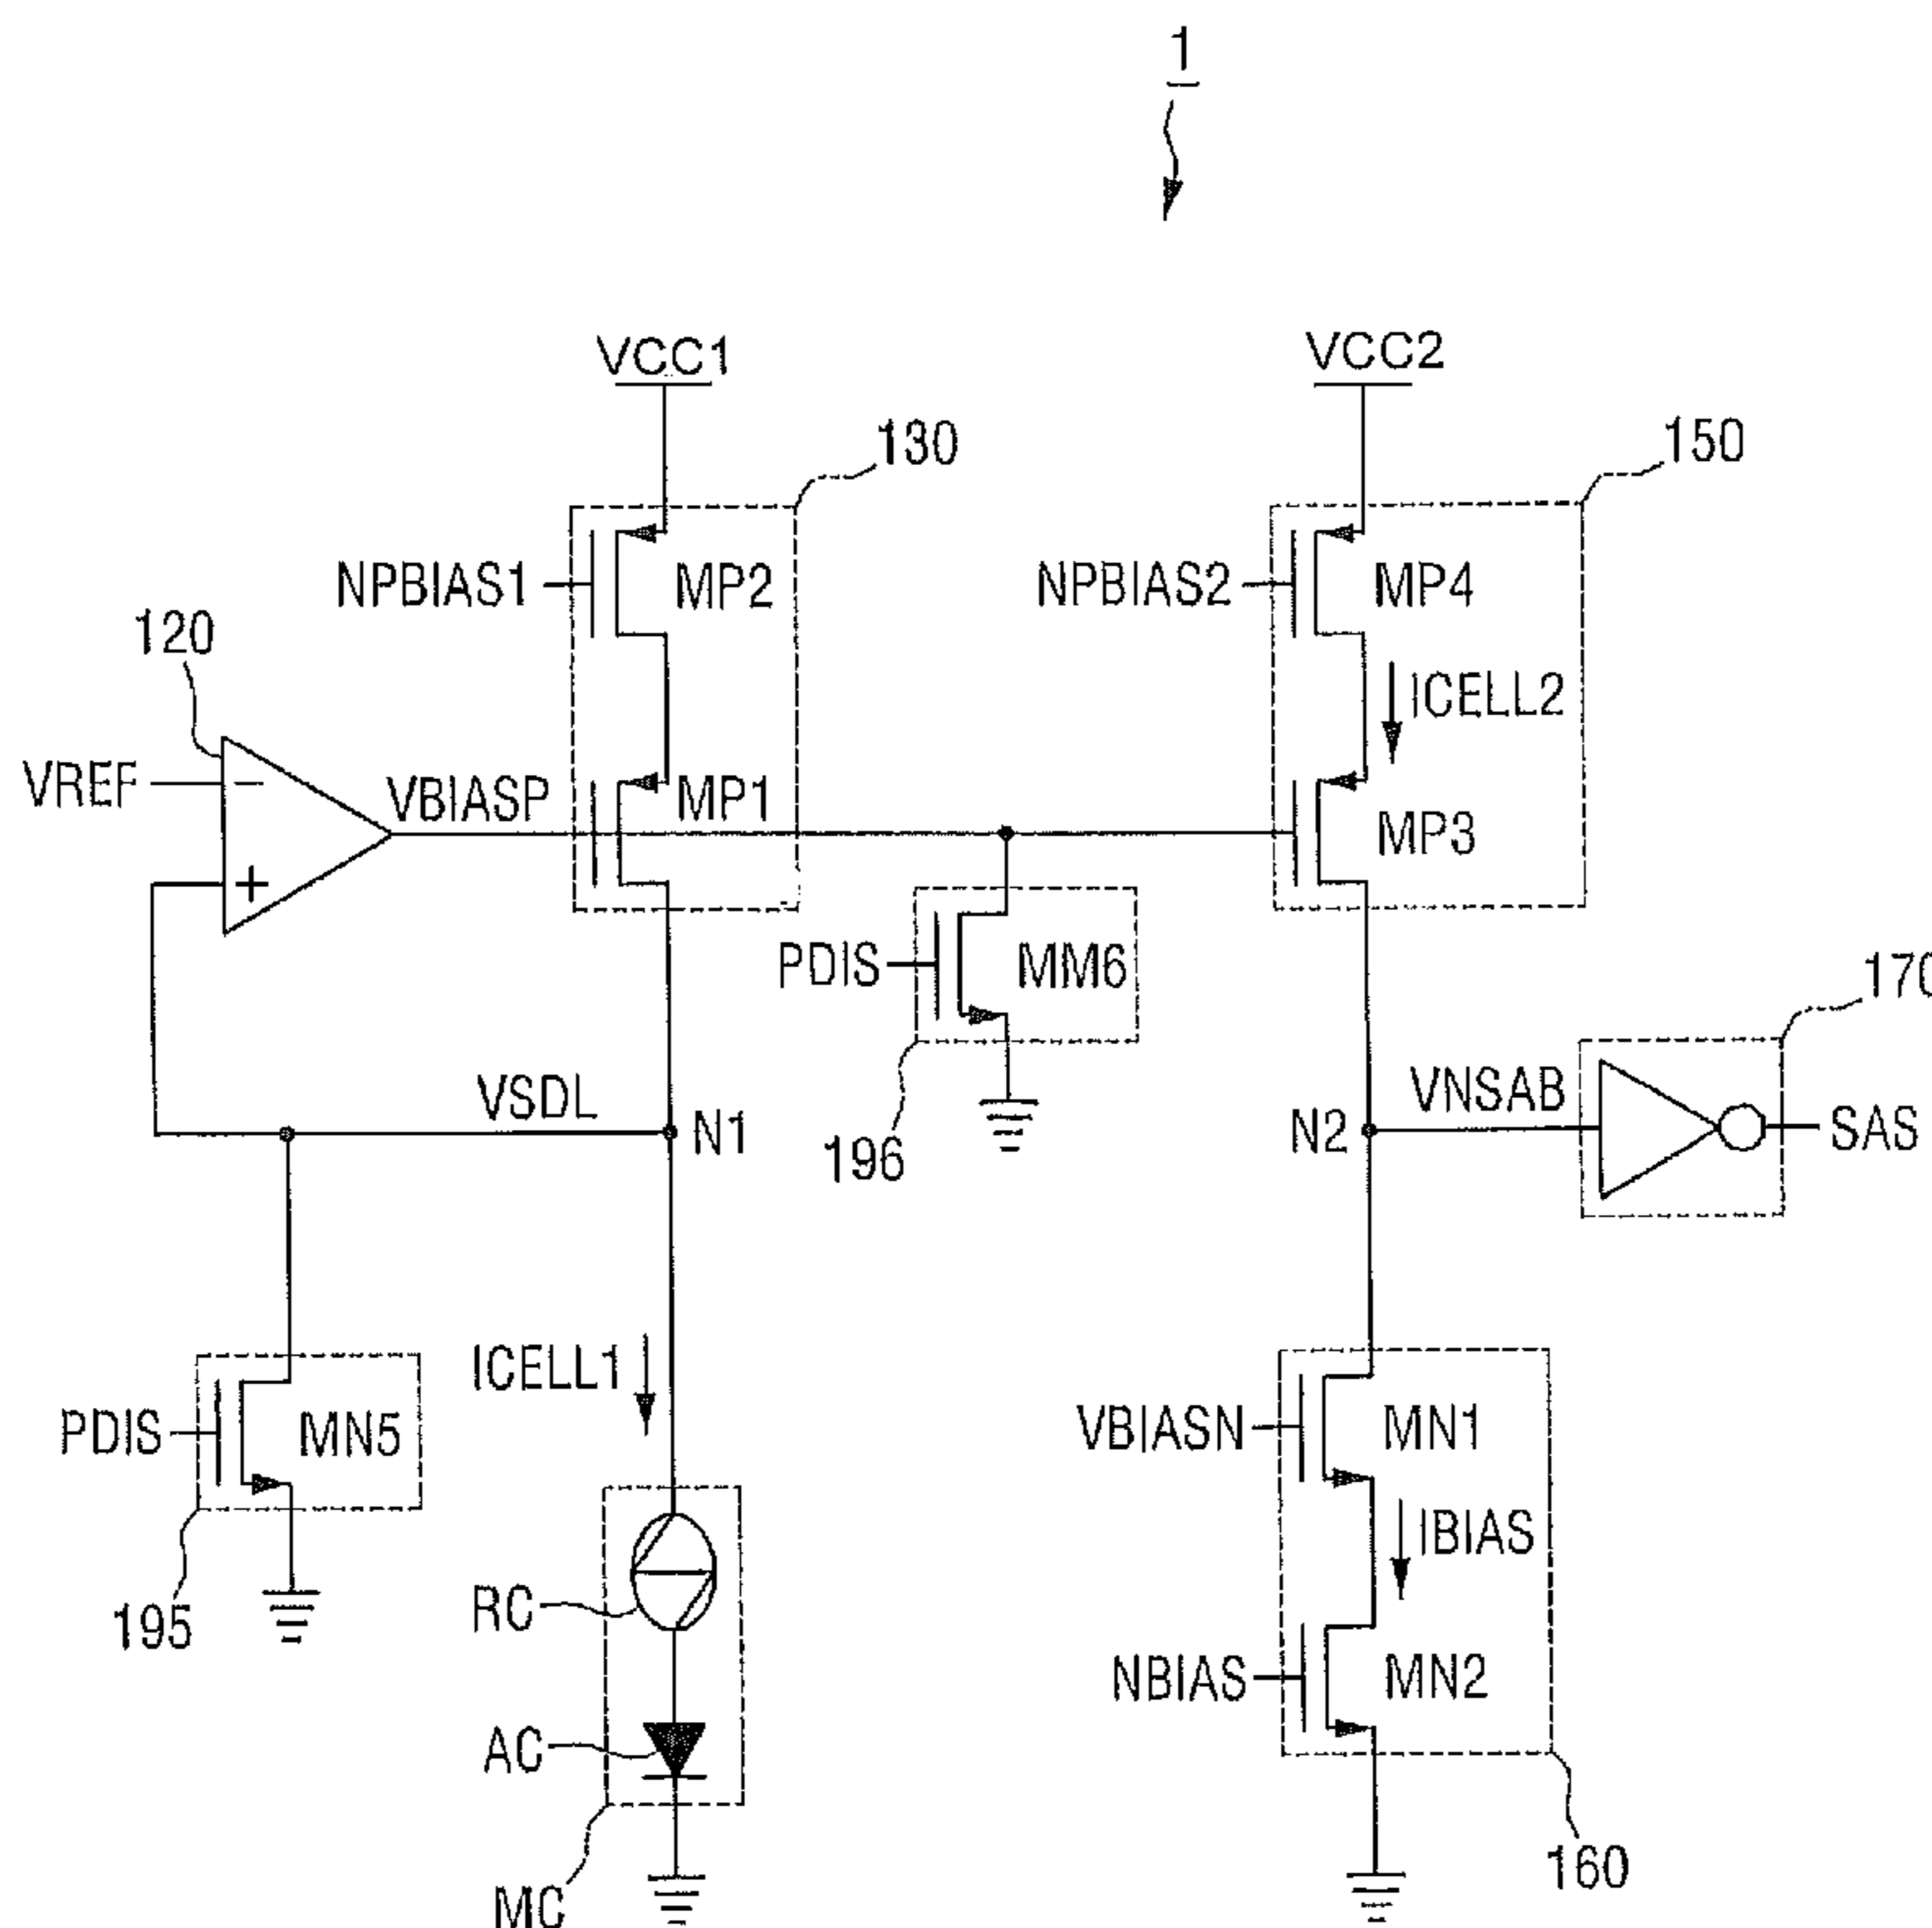 1
VCC1
VCC2
130
150
NPBIAS1
MP2
NPBIAS2
MP4
120
ICELL2
VREF
−
VBIASP
MP1
MP3
+
PDIS
MM6
170
VSDL
N1
196
N2
VNSAB
SAS
ICELL1
PDIS
MN5
VBIASN
MN1
IBIAS
RC
195
NBIAS
MN2
AC
160
MC